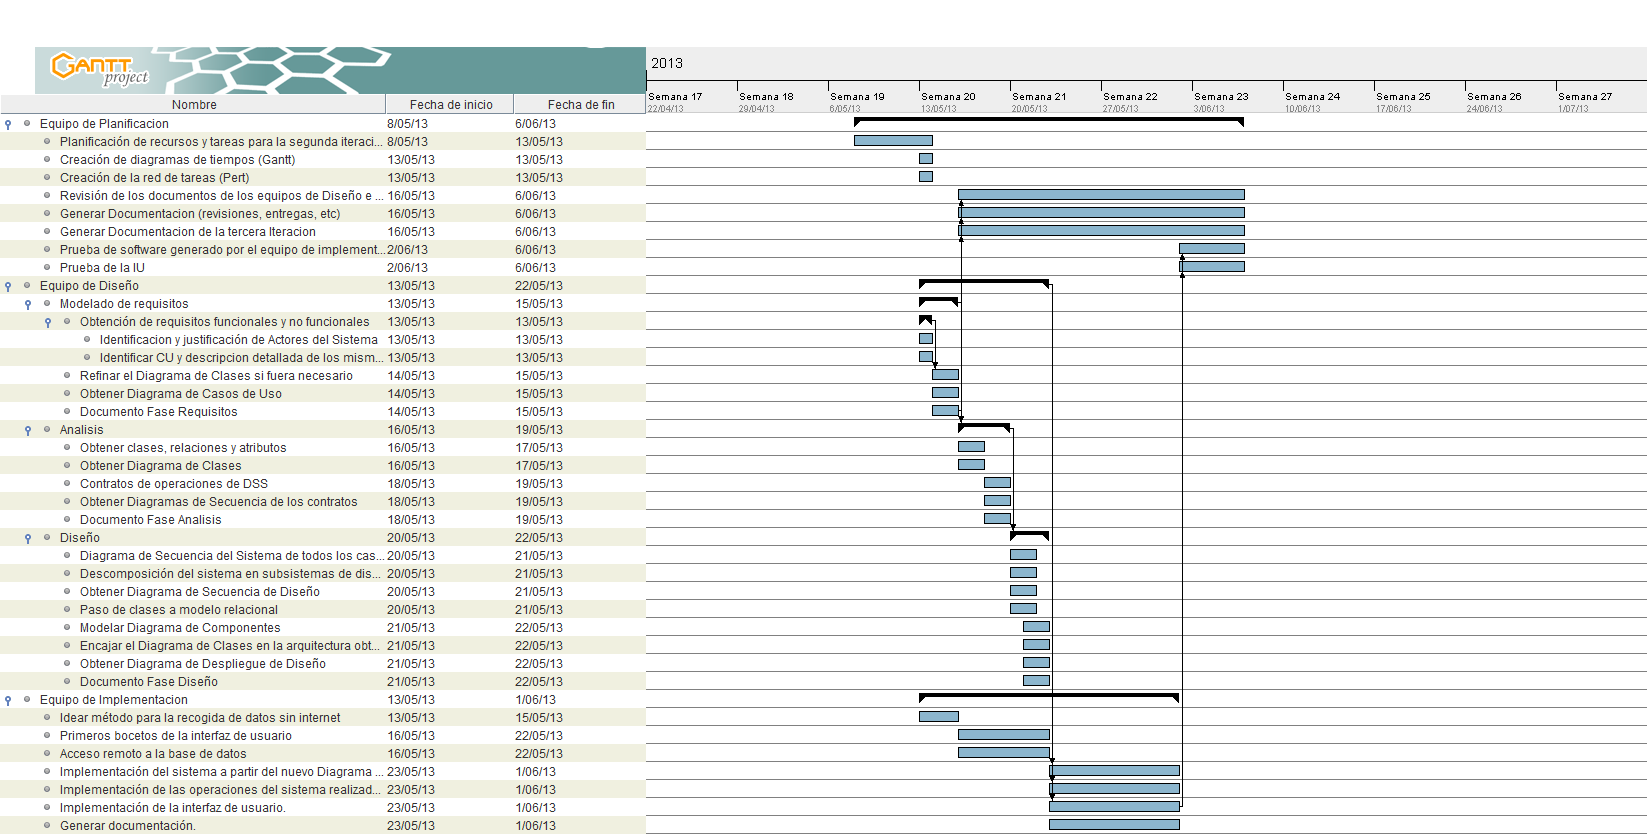 GANTT
project
2013
Semana 17 Semana 18 Semana 19 Semana 20 Semana 21 Semana 22 Semana 23 Semana 24 Semana 25 Semana 26 Semana 27
Nombre Fecha de inicio Fecha de fin 22/04/13 29/04/13 6/05/13 13/05/13 20/05/13 27/05/13 3/06/13 10/06/13 17/06/13 24/06/13 1/07/13
Equipo de Planificacion 8/05/13 6/06/13
Planificación de recursos y tareas para la segunda iteraci... 8/05/13 13/05/13
Creación de diagramas de tiempos (Gantt) 13/05/13 13/05/13
Creación de la red de tareas (Pert) 13/05/13 13/05/13
Revisión de los documentos de los equipos de Diseño e ... 16/05/13 6/06/13
Generar Documentacion (revisiones, entregas, etc) 16/05/13 6/06/13
Generar Documentacion de la tercera Iteracion 16/05/13 6/06/13
Prueba de software generado por el equipo de implement... 2/06/13 6/06/13
Prueba de la IU 2/06/13 6/06/13
Equipo de Diseño 13/05/13 22/05/13
Modelado de requisitos 13/05/13 15/05/13
Obtención de requisitos funcionales y no funcionales 13/05/13 13/05/13
Identificacion y justificación de Actores del Sistema 13/05/13 13/05/13
Identificar CU y descripcion detallada de los mism... 13/05/13 13/05/13
Refinar el Diagrama de Clases si fuera necesario 14/05/13 15/05/13
Obtener Diagrama de Casos de Uso 14/05/13 15/05/13
Documento Fase Requisitos 14/05/13 15/05/13
Analisis 16/05/13 19/05/13
Obtener clases, relaciones y atributos 16/05/13 17/05/13
Obtener Diagrama de Clases 16/05/13 17/05/13
Contratos de operaciones de DSS 18/05/13 19/05/13
Obtener Diagramas de Secuencia de los contratos 18/05/13 19/05/13
Documento Fase Analisis 18/05/13 19/05/13
Diseño 20/05/13 22/05/13
Diagrama de Secuencia del Sistema de todos los cas... 20/05/13 21/05/13
Descomposición del sistema en subsistemas de dis... 20/05/13 21/05/13
Obtener Diagrama de Secuencia de Diseño 20/05/13 21/05/13
Paso de clases a modelo relacional 20/05/13 21/05/13
Modelar Diagrama de Componentes 21/05/13 22/05/13
Encajar el Diagrama de Clases en la arquitectura obt... 21/05/13 22/05/13
Obtener Diagrama de Despliegue de Diseño 21/05/13 22/05/13
Documento Fase Diseño 21/05/13 22/05/13
Equipo de Implementacion 13/05/13 1/06/13
Idear método para la recogida de datos sin internet 13/05/13 15/05/13
Primeros bocetos de la interfaz de usuario 16/05/13 22/05/13
Acceso remoto a la base de datos 16/05/13 22/05/13
Implementación del sistema a partir del nuevo Diagrama ... 23/05/13 1/06/13
Implementación de las operaciones del sistema realizad... 23/05/13 1/06/13
Implementación de la interfaz de usuario. 23/05/13 1/06/13
Generar documentación. 23/05/13 1/06/13